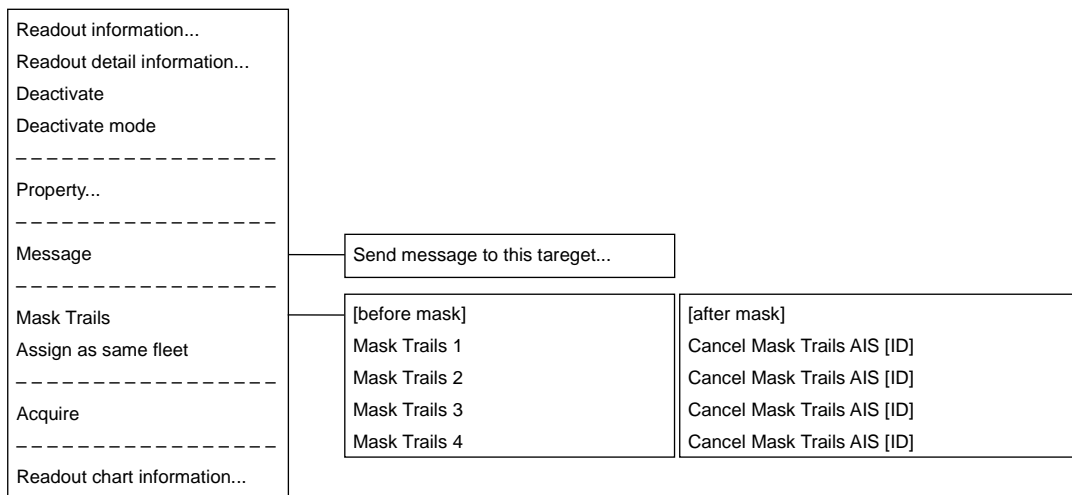 Readout information...
Readout detail information...
Deactivate
Deactivate mode
Property...
Message
Send message to this tareget...
Mask Trails
Assign as same fleet
[before mask]
Mask Trails 1
Mask Trails 2
Mask Trails 3
Mask Trails 4
[after mask]
Cancel Mask Trails AIS [ID]
Cancel Mask Trails AIS [ID]
Cancel Mask Trails AIS [ID]
Cancel Mask Trails AIS [ID]
Acquire
Readout chart information...